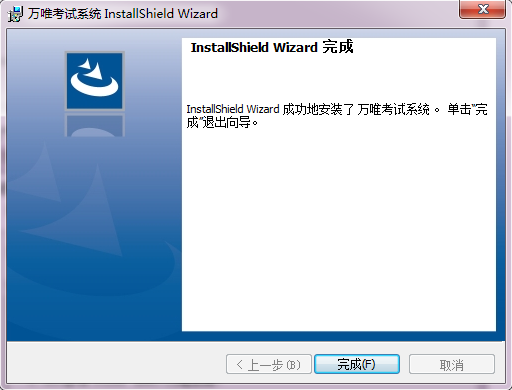 万唯考试系统 InstallShield Wizard
InstallShield Wizard 完成
InstallShield Wizard 成功地安装了 万唯考试系统 。 单击“完
成”退出向导。
< 上一步(B)
完成(F)
取消